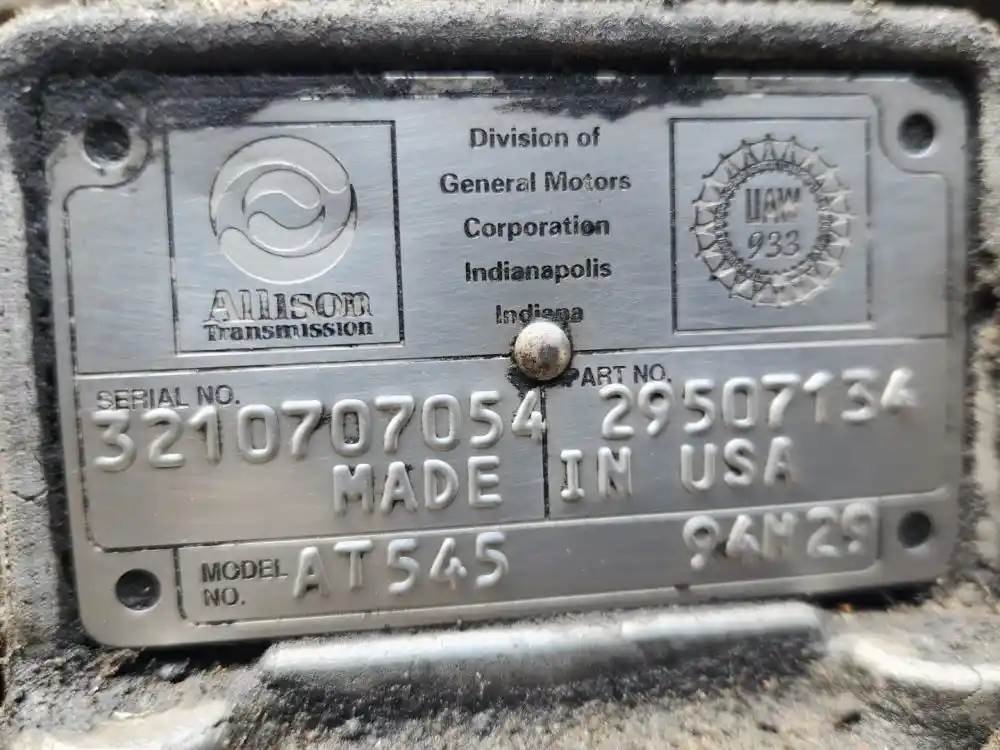 Allison
Transmission
Division of
General Motors
Corporation
Indianapolis
Indiana
UAW
933
SERIAL NO.
3210707054
PART NO.
29507134
MADE IN USA
MODEL NO.
AT545
94M29